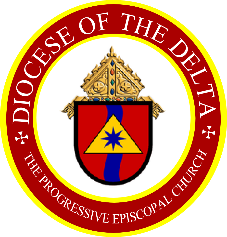 DIOCESE OF THE DELTA
THE PROGRESSIVE EPISCOPAL CHURCH